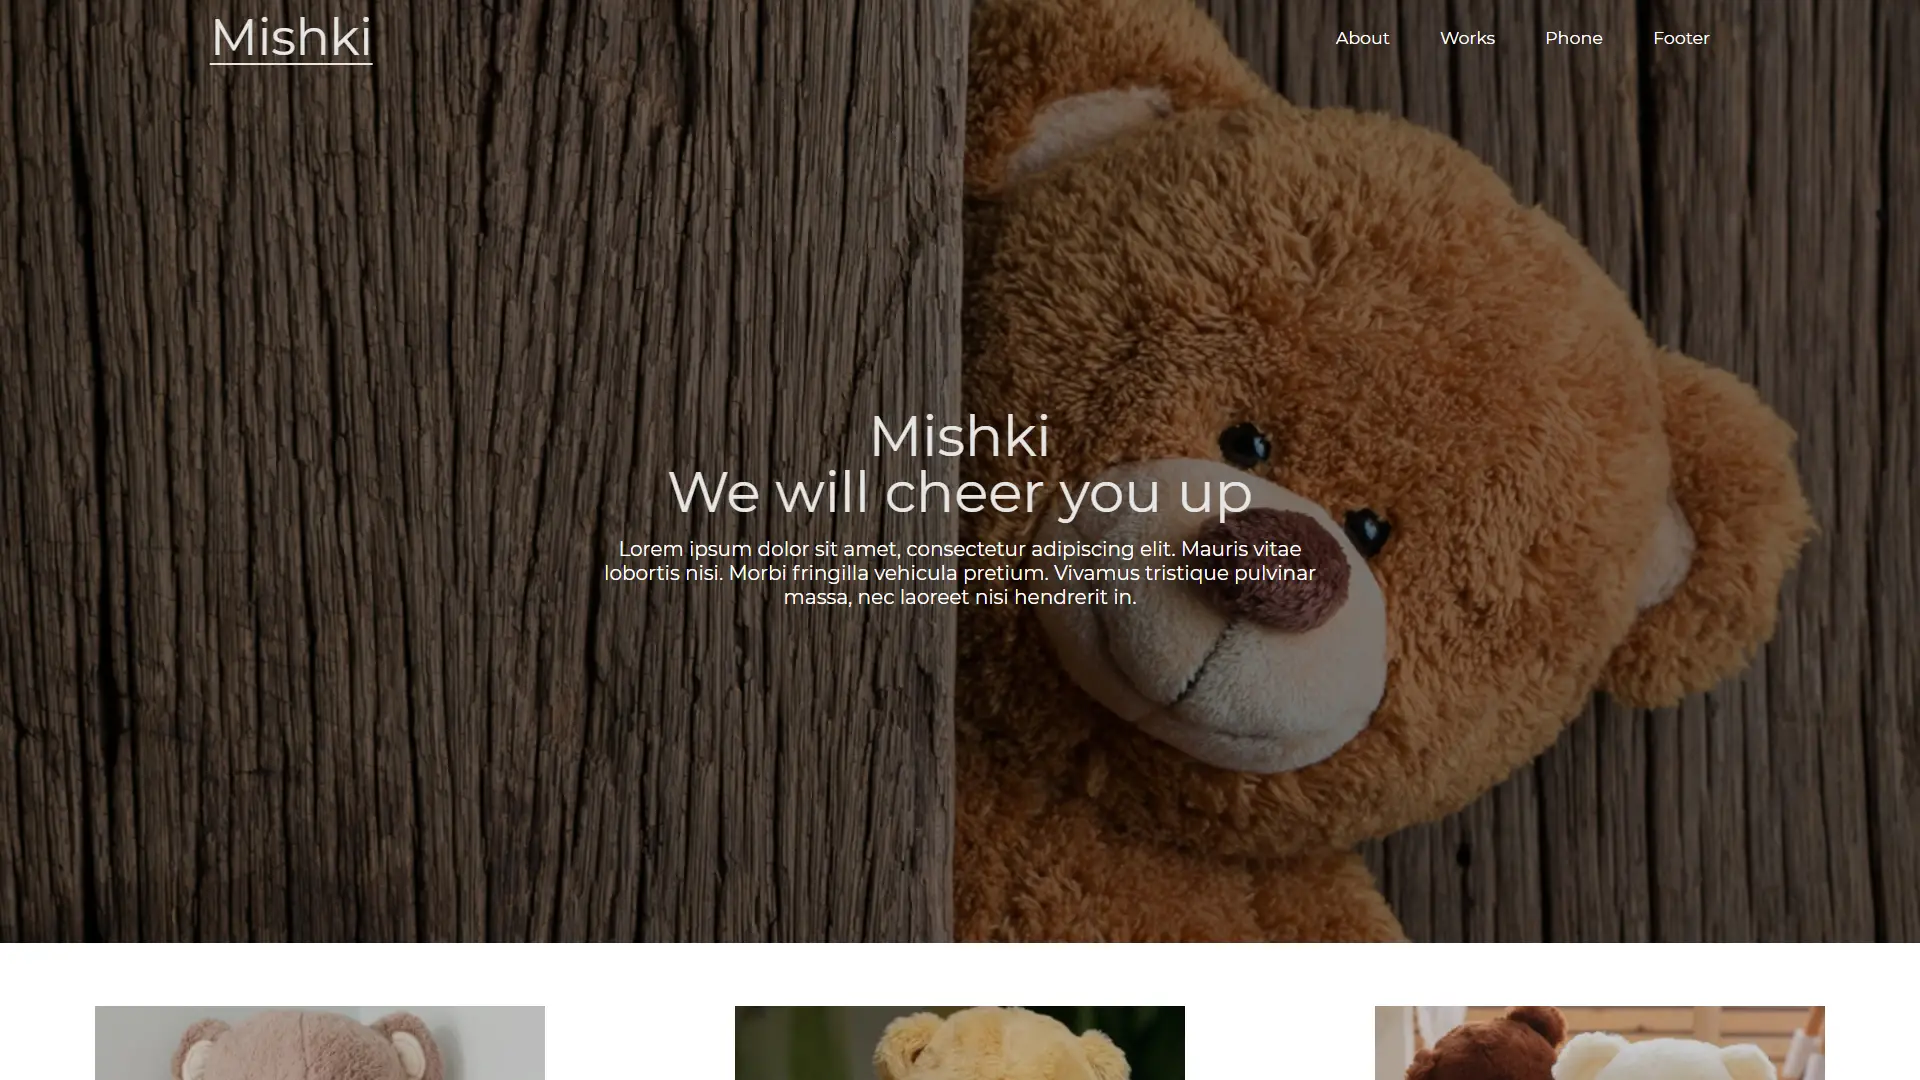 Mishki
About Works Phone Footer
Mishki
We will cheer you up
Lorem ipsum dolor sit amet, consectetur adipiscing elit. Mauris vitae
lobortis nisi. Morbi fringilla vehicula pretium. Vivamus tristique pulvinar
massa, nec laoreet nisi hendrerit in.